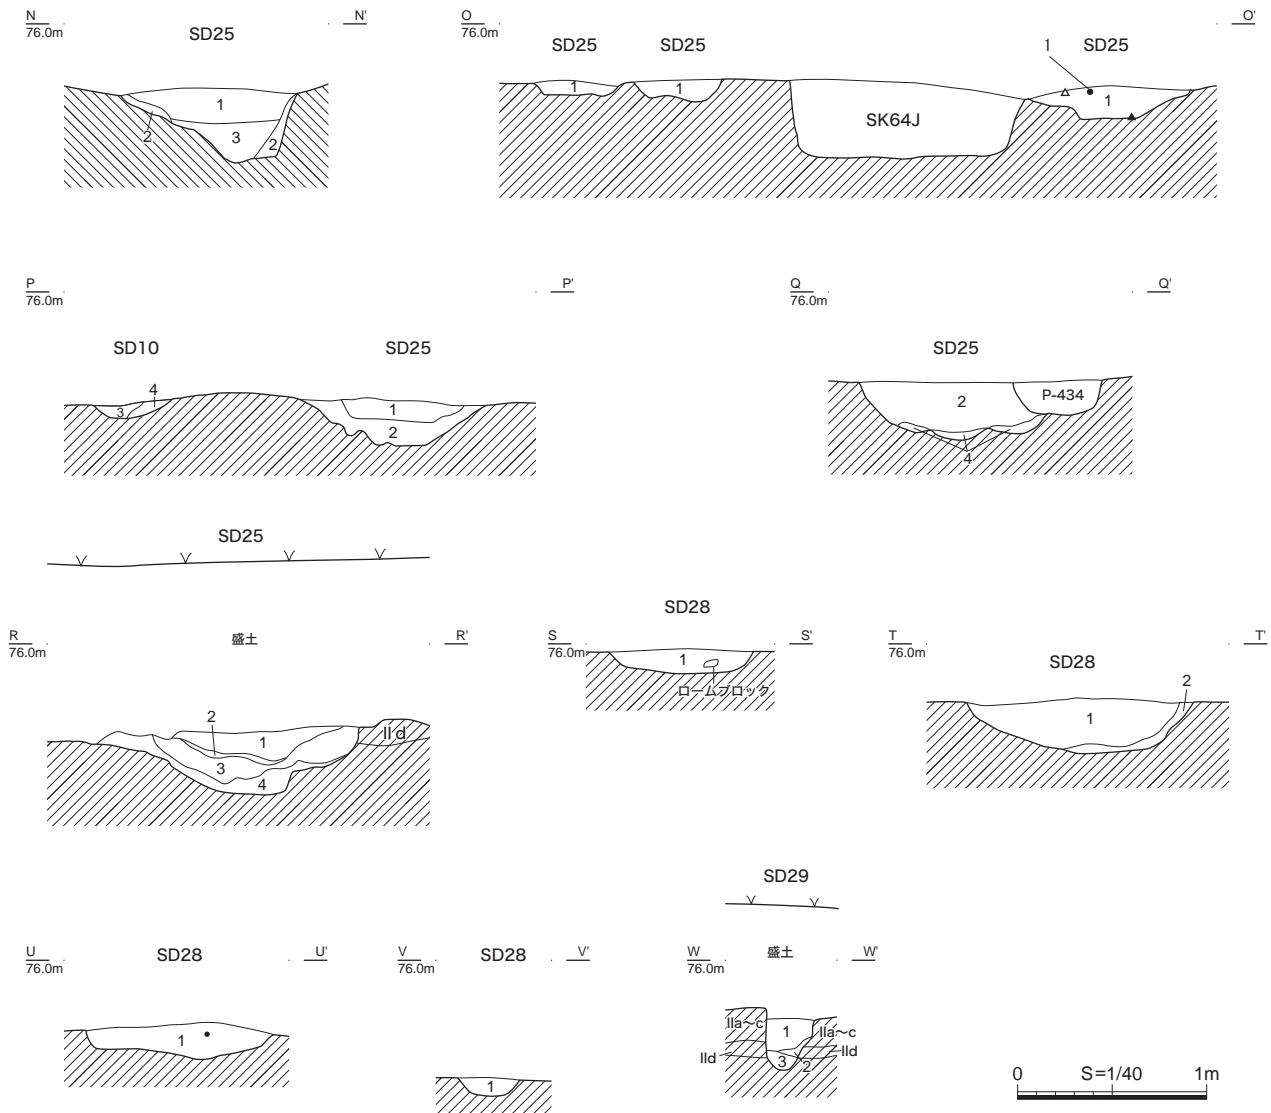 N N'
76.0m
SD25
1
2 3 2
O O'
76.0m
SD25 SD25 1 SD25
1 1 SK64J 1
P P'
76.0m
SD10 SD25
4
3 1
2
Q Q'
76.0m
SD25
2 P-434
4
SD25
R 盛土 R'
76.0m
2 1 Ⅱd
3
4
SD28
S S'
76.0m
1
ロームブロック
T T'
76.0m
SD28
2
1
U SD28 U'
76.0m
1
V SD28 V'
76.0m
1
SD29
W 盛土 W'
76.0m
Ⅱa〜c 1 Ⅱa〜c
Ⅱd 3 2 Ⅱd
0 S=1/40 1m